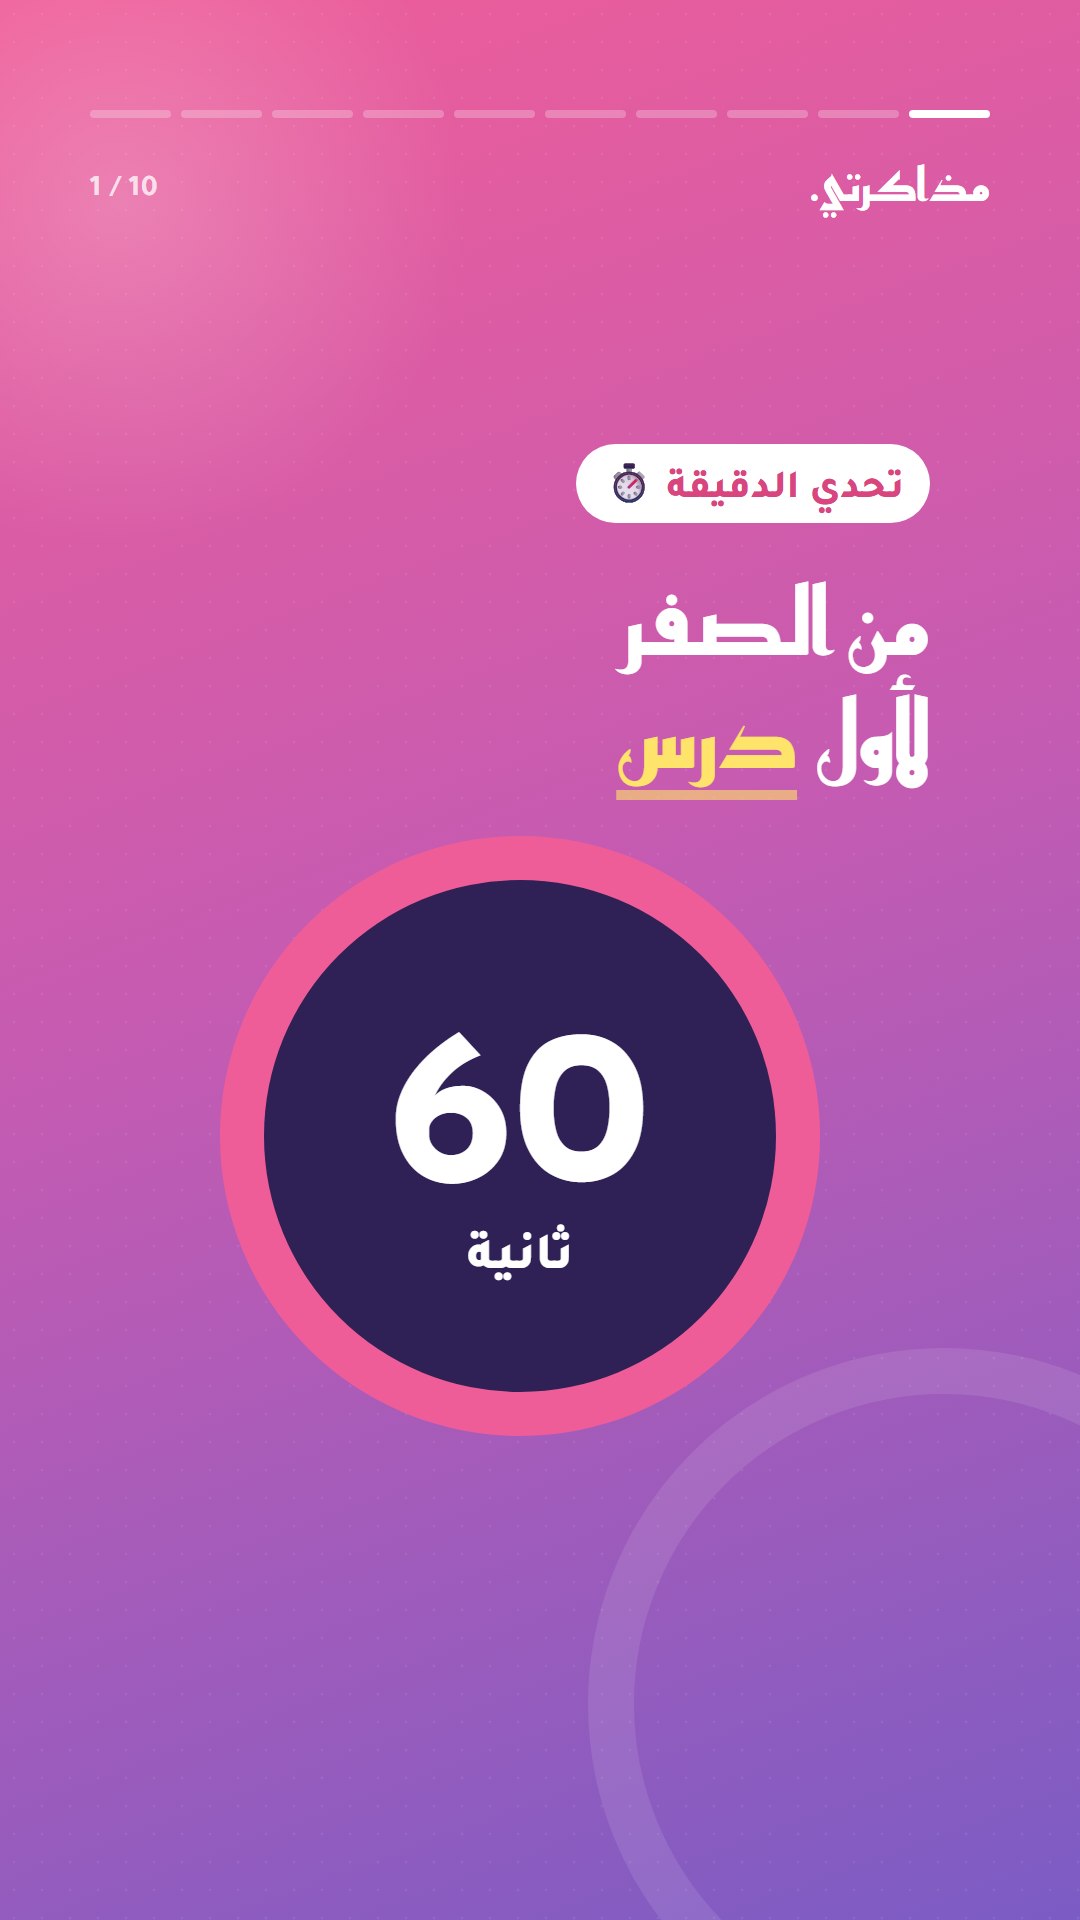 مذاكرتي.
1 / 10
تحدي الدقيقة
من الصفر
لأول درس
60
ثانية